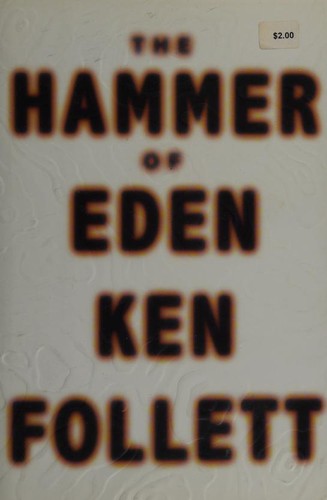 $2.00
THE
HAMMER
OF
EDEN
KEN
FOLLETT